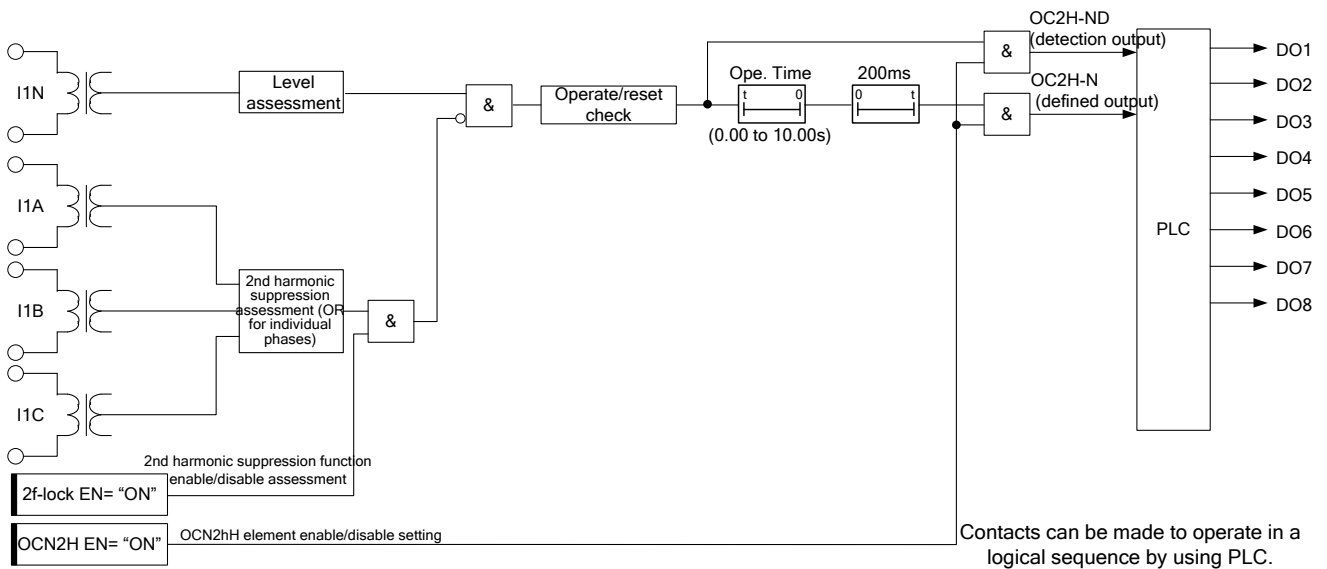 OC2H-ND
(detection output)
I1N
Level
assessment
&
Operate/reset
check
Ope. Time
t 0
(0.00 to 10.00s)
200ms
0 t
&
OC2H-N
(defined output)
&
PLC
DO1
DO2
DO3
DO4
DO5
DO6
DO7
DO8
I1A
I1B
I1C
2nd harmonic
suppression
assessment (OR
for individual
phases)
&
2nd harmonic suppression function
enable/disable assessment
2f-lock EN= “ON”
OCN2H EN= “ON”
OCN2hH element enable/disable setting
Contacts can be made to operate in a
logical sequence by using PLC.